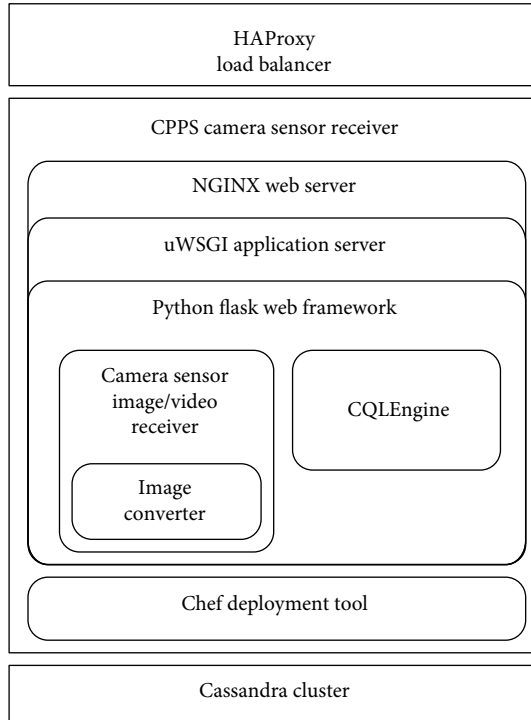 HAProxy
load balancer
CPPS camera sensor receiver
NGINX web server
uWSGI application server
Python flask web framework
Camera sensor
image/video
receiver
CQLEngine
Image
converter
Chef deployment tool
Cassandra cluster